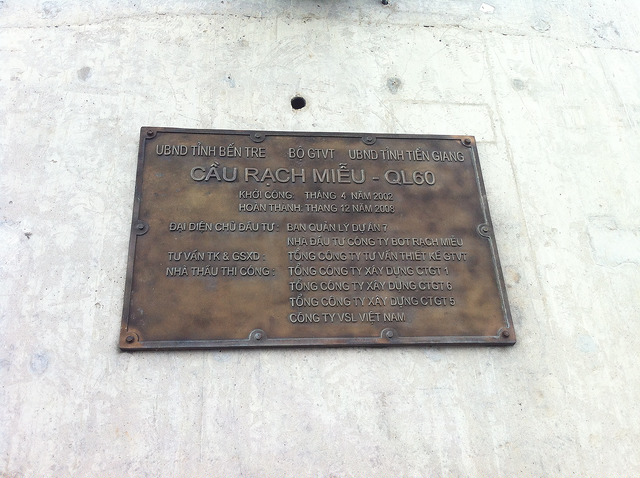 UBND TỈNH BẾN TRE BỘ GTVT UBND TỈNH TIỀN GIANG
CẦU RẠCH MIỄU - QL60
KHỞI CÔNG: THÁNG 4 NĂM 2002
HOÀN THÀNH: THÁNG 12 NĂM 2008
ĐẠI DIỆN CHỦ ĐẦU TƯ: BAN QUẢN LÝ DỰ ÁN 7
NHÀ ĐẦU TƯ CÔNG TY BOT RẠCH MIỄU
TƯ VẤN TK & GSXD: TỔNG CÔNG TY TƯ VẤN THIẾT KẾ GTVT
NHÀ THẦU THI CÔNG: TỔNG CÔNG TY XÂY DỰNG CTGT 1
TỔNG CÔNG TY XÂY DỰNG CTGT 6
TỔNG CÔNG TY XÂY DỰNG CTGT 5
CÔNG TY VSL VIỆT NAM